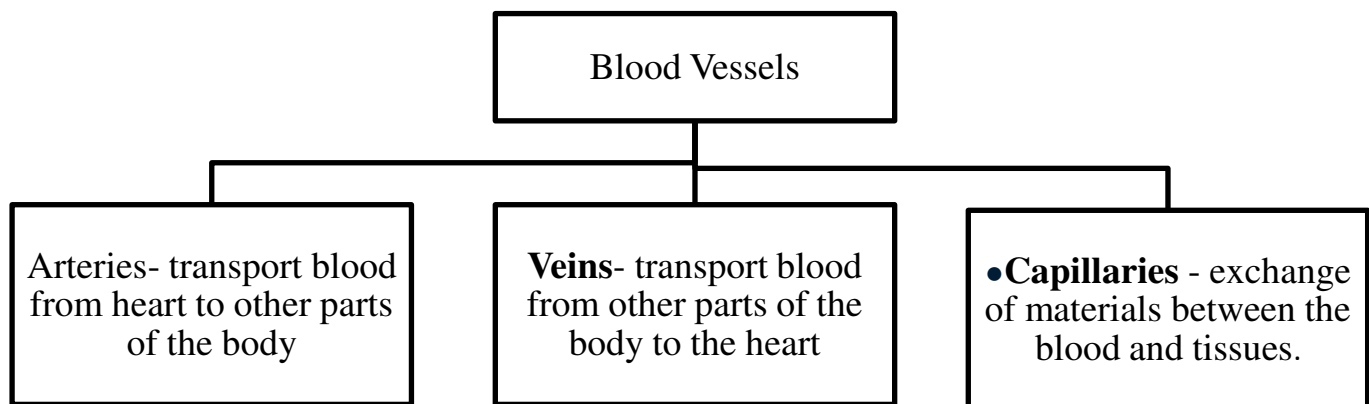 Blood Vessels
Arteries- transport blood
from heart to other parts
of the body
Veins- transport blood
from other parts of the
body to the heart
•Capillaries - exchange
of materials between the
blood and tissues.